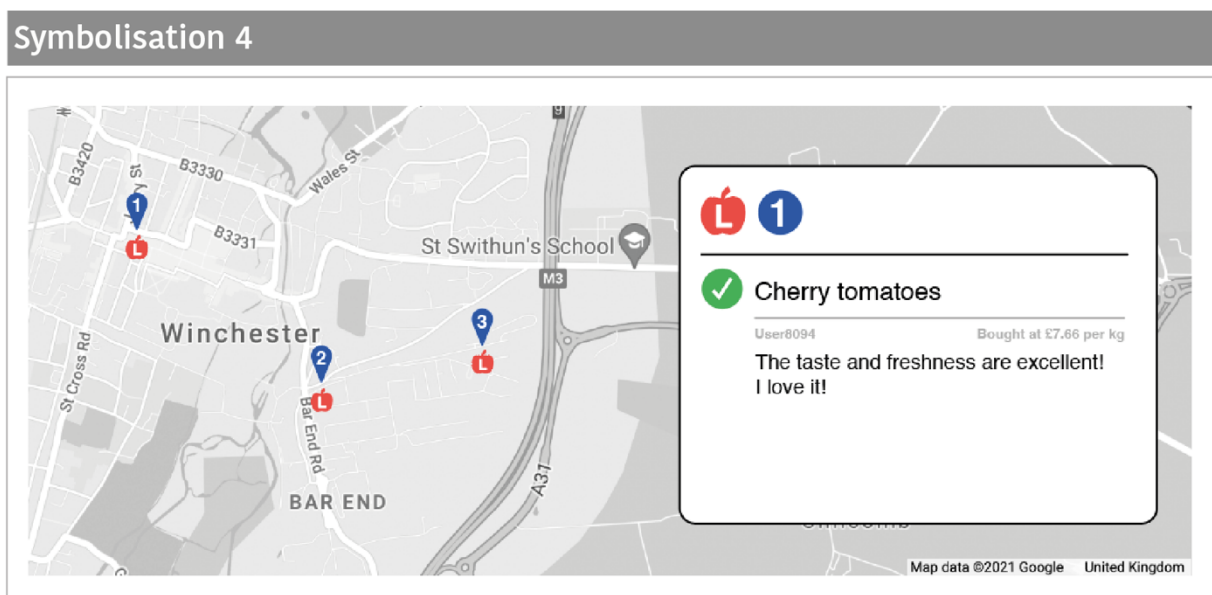 Symbolisation 4
9
B3420
B3330
Wales St
1
L
B3331
St Swithun's School
M3
Winchester
3
L
2
L
St Cross Rd
Bar End Rd
BAR END
A31
L 1
Cherry tomatoes
User8094 Bought at £7.66 per kg
The taste and freshness are excellent!
I love it!
Map data ©2021 Google United Kingdom